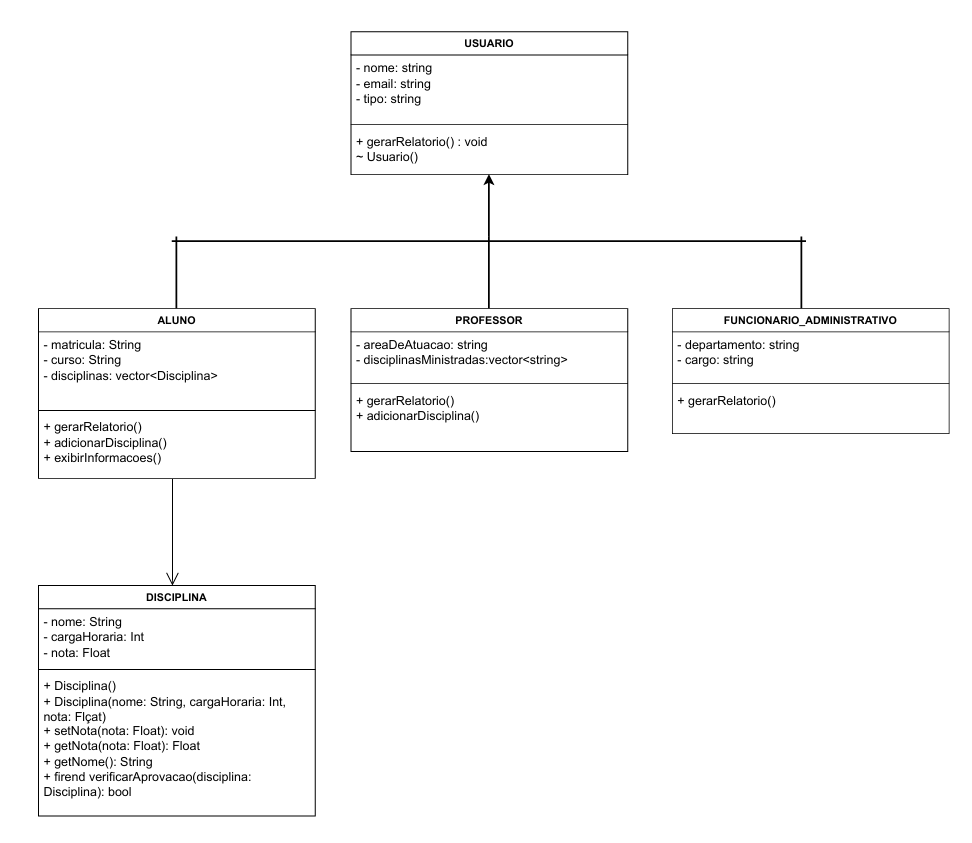 USUARIO
- nome: string
- email: string
- tipo: string
+ gerarRelatorio() : void
~ Usuario()
ALUNO
- matricula: String
- curso: String
- disciplinas: vector<Disciplina>
+ gerarRelatorio()
+ adicionarDisciplina()
+ exibirInformacoes()
PROFESSOR
- areaDeAtuacao: string
- disciplinasMinistradas:vector<string>
+ gerarRelatorio()
+ adicionarDisciplina()
FUNCIONARIO_ADMINISTRATIVO
- departamento: string
- cargo: string
+ gerarRelatorio()
DISCIPLINA
- nome: String
- cargaHoraria: Int
- nota: Float
+ Disciplina()
+ Disciplina(nome: String, cargaHoraria: Int,
nota: Flçat)
+ setNota(nota: Float): void
+ getNota(nota: Float): Float
+ getNome(): String
+ firend verificarAprovacao(disciplina:
Disciplina): bool